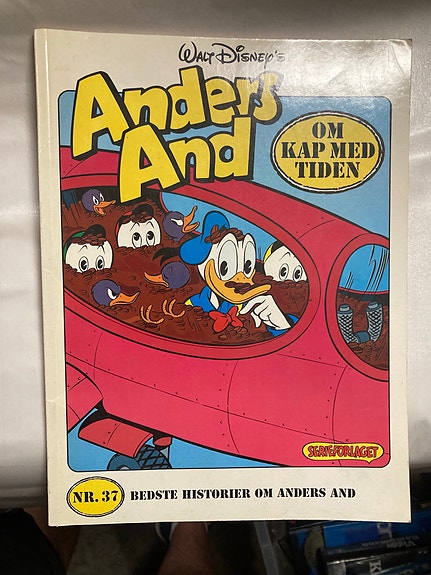 WALT DISNEY'S
Anders
And
OM
KAP MED
TIDEN
SERIEFORLAGET
NR. 37
BEDSTE HISTORIER OM ANDERS AND